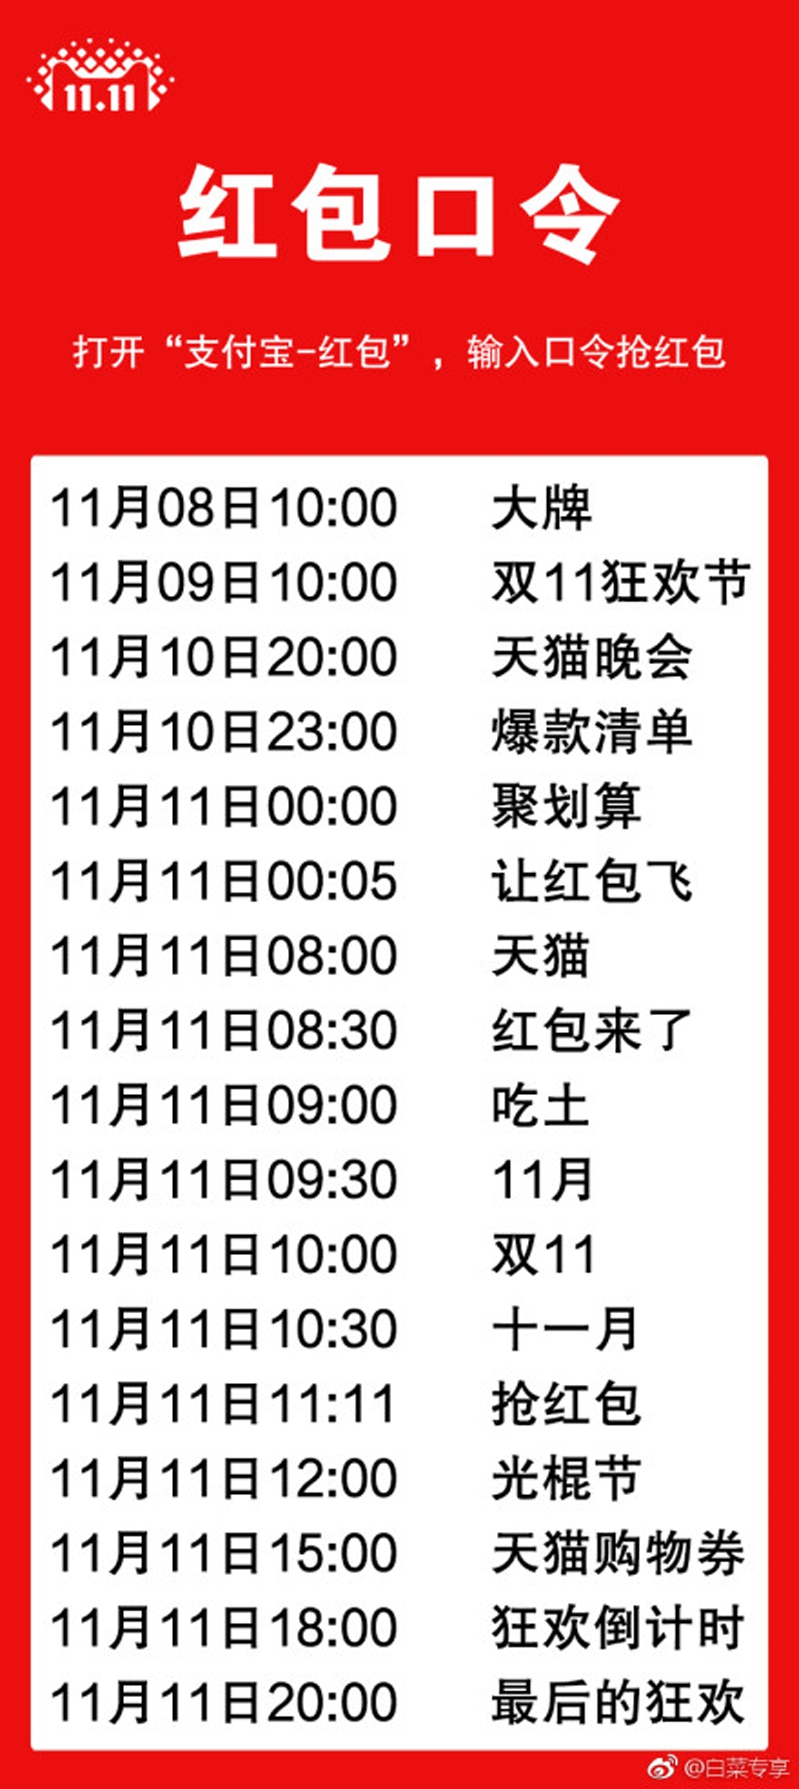 11.11
红包口令
打开“支付宝-红包”，输入口令抢红包
11月08日10:00 大牌
11月09日10:00 双11狂欢节
11月10日20:00 天猫晚会
11月10日23:00 爆款清单
11月11日00:00 聚划算
11月11日00:05 让红包飞
11月11日08:00 天猫
11月11日08:30 红包来了
11月11日09:00 吃土
11月11日09:30 11月
11月11日10:00 双11
11月11日10:30 十一月
11月11日11:11 抢红包
11月11日12:00 光棍节
11月11日15:00 天猫购物券
11月11日18:00 狂欢倒计时
11月11日20:00 最后的狂欢
@白菜专享